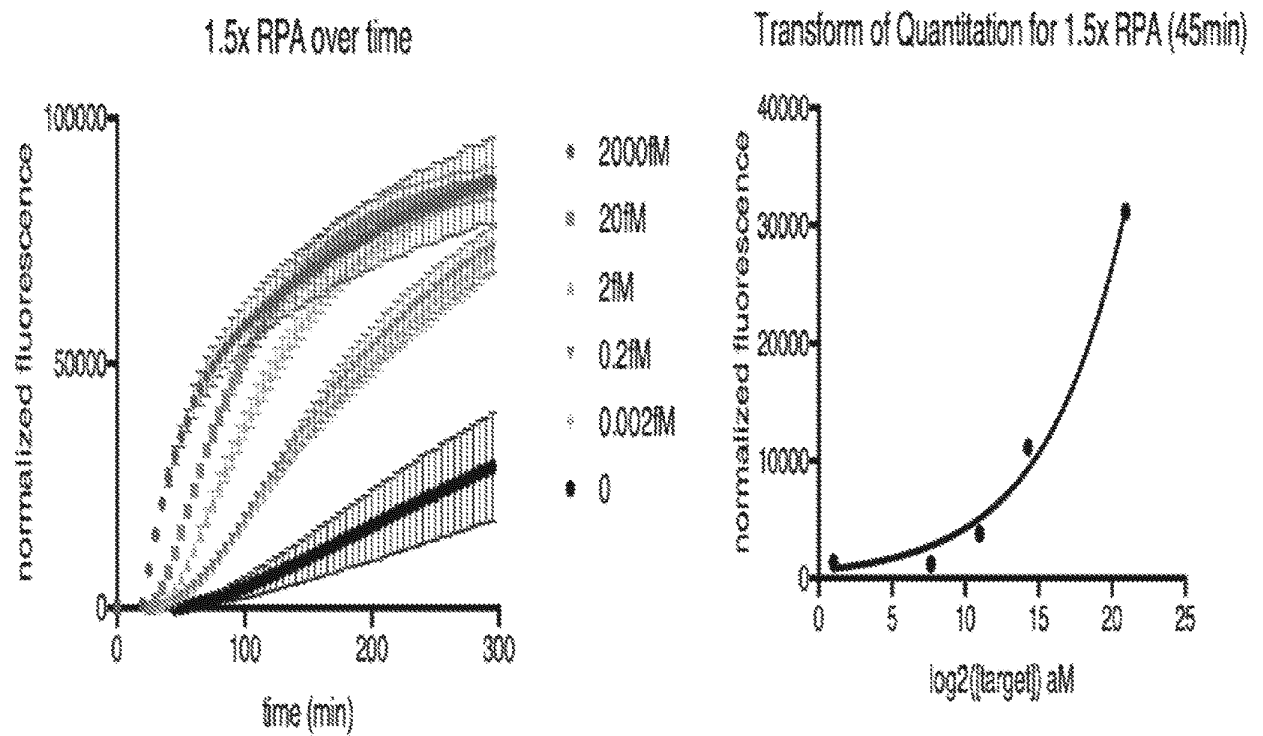 1.5x RPA over time
normalized fluorescence
100000
50000
0
0 100 200 300
time (min)
2000fM
20fM
2fM
0.2fM
0.002fM
0
Transform of Quantitation for 1.5x RPA (45min)
normalized fluorescence
40000
30000
20000
10000
0
0 5 10 15 20 25
log2([target]) aM